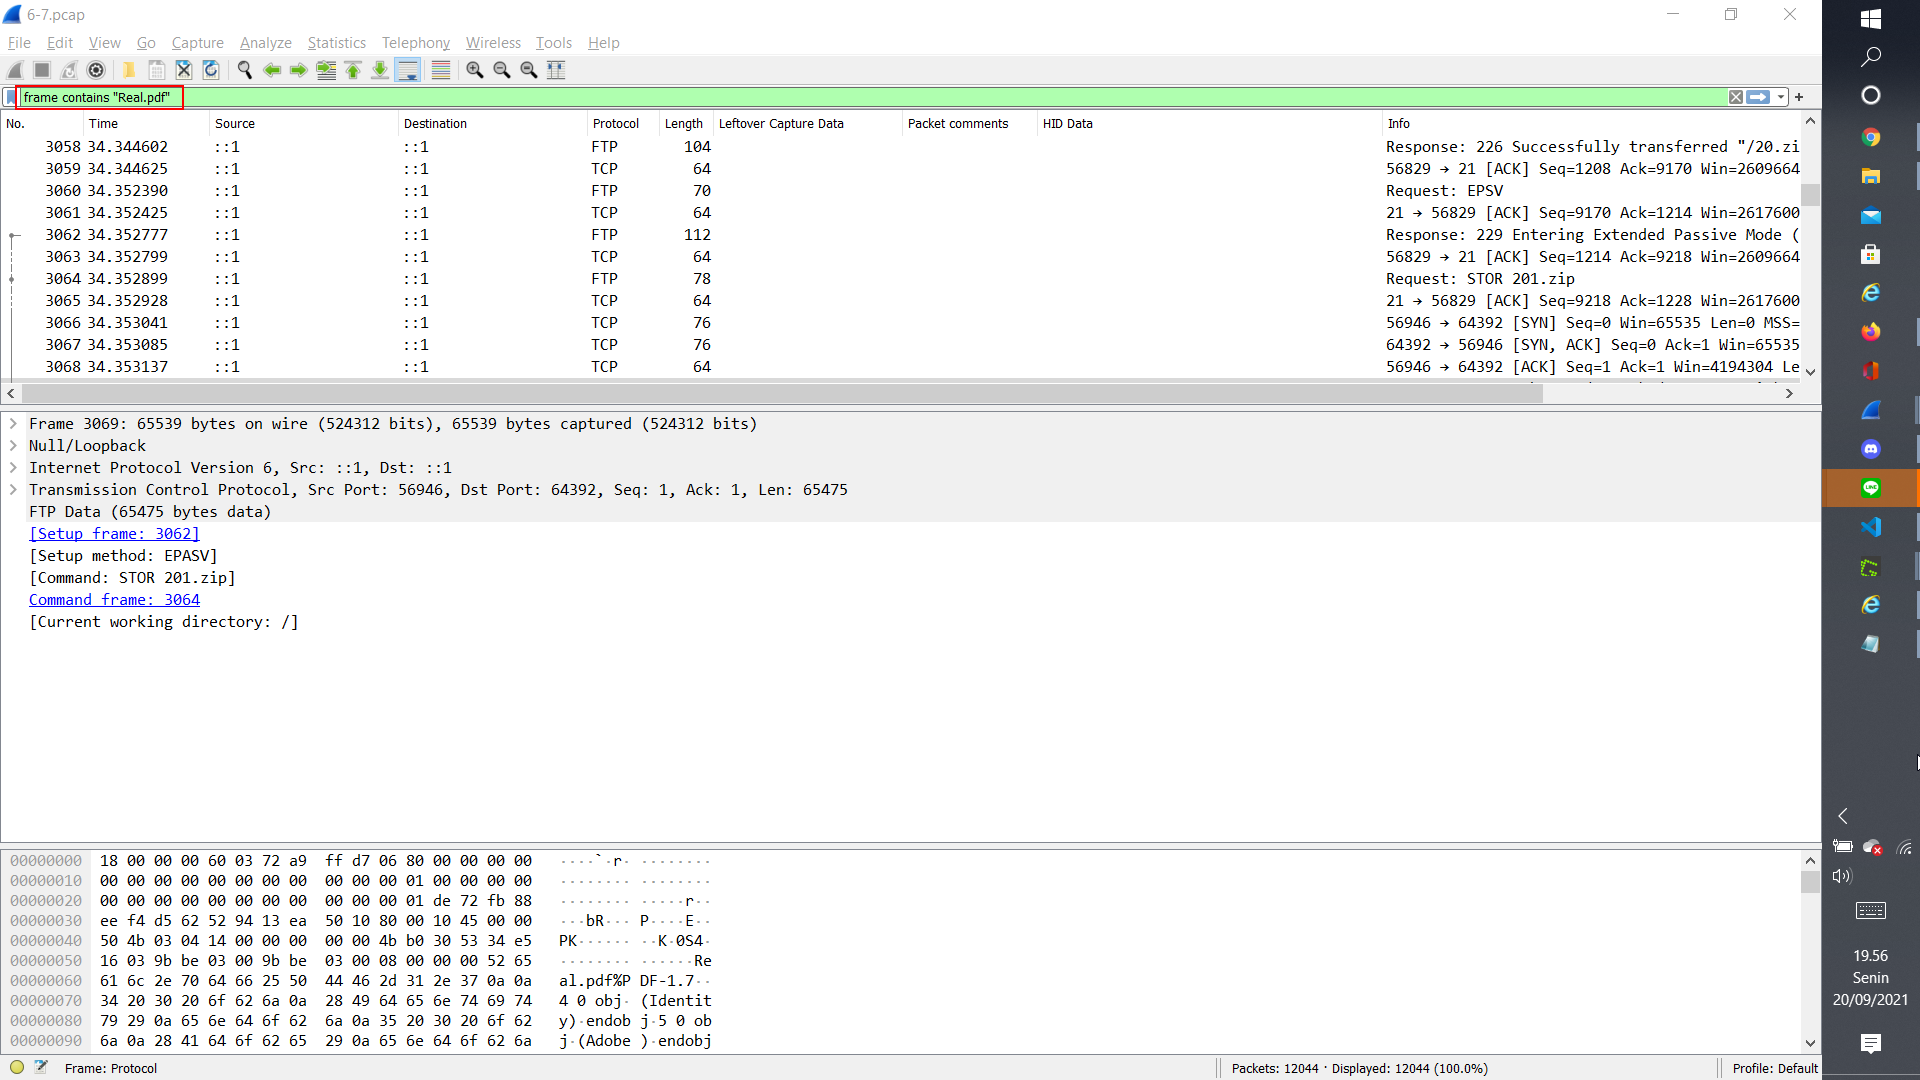 6-7.pcap
File Edit View Go Capture Analyze Statistics Telephony Wireless Tools Help
frame contains "Real.pdf"
No. Time Source Destination Protocol Length Leftover Capture Data Packet comments HID Data Info
3058 34.344602 ::1 ::1 FTP 104 Response: 226 Successfully transferred "/20.zi
3059 34.344625 ::1 ::1 TCP 64 56829 → 21 [ACK] Seq=1208 Ack=9170 Win=2609664
3060 34.352390 ::1 ::1 FTP 70 Request: EPSV
3061 34.352425 ::1 ::1 TCP 64 21 → 56829 [ACK] Seq=9170 Ack=1214 Win=2617600
3062 34.352777 ::1 ::1 FTP 112 Response: 229 Entering Extended Passive Mode (
3063 34.352799 ::1 ::1 TCP 64 56829 → 21 [ACK] Seq=1214 Ack=9218 Win=2609664
3064 34.352899 ::1 ::1 FTP 78 Request: STOR 201.zip
3065 34.352928 ::1 ::1 TCP 64 21 → 56829 [ACK] Seq=9218 Ack=1228 Win=2617600
3066 34.353041 ::1 ::1 TCP 76 56946 → 64392 [SYN] Seq=0 Win=65535 Len=0 MSS=
3067 34.353085 ::1 ::1 TCP 76 64392 → 56946 [SYN, ACK] Seq=0 Ack=1 Win=65535
3068 34.353137 ::1 ::1 TCP 64 56946 → 64392 [ACK] Seq=1 Ack=1 Win=4194304 Le
Frame 3069: 65539 bytes on wire (524312 bits), 65539 bytes captured (524312 bits)
Null/Loopback
Internet Protocol Version 6, Src: ::1, Dst: ::1
Transmission Control Protocol, Src Port: 56946, Dst Port: 64392, Seq: 1, Ack: 1, Len: 65475
FTP Data (65475 bytes data)
[Setup frame: 3062]
[Setup method: EPASV]
[Command: STOR 201.zip]
Command frame: 3064
[Current working directory: /]
00000000 18 00 00 00 60 03 72 a9 ff d7 06 80 00 00 00 00 ····`·r· ········
00000010 00 00 00 00 00 00 00 00 00 00 00 01 00 00 00 00 ········ ········
00000020 00 00 00 00 00 00 00 00 00 00 00 01 de 72 fb 88 ········ ·····r··
00000030 ee f4 d5 62 52 94 13 ea 50 10 80 00 10 45 00 00 ···bR··· P····E··
00000040 50 4b 03 04 14 00 00 00 00 00 4b b0 30 53 34 e5 PK······ ··K·0S4·
00000050 16 03 9b be 03 00 9b be 03 00 08 00 00 00 52 65 ········ ······Re
00000060 61 6c 2e 70 64 66 25 50 44 46 2d 31 2e 37 0a 0a al.pdf%P DF-1.7··
00000070 34 20 30 20 6f 62 6a 0a 28 49 64 65 6e 74 69 74 4 0 obj· (Identit
00000080 79 29 0a 65 6e 64 6f 62 6a 0a 35 20 30 20 6f 62 y)·endob j·5 0 ob
00000090 6a 0a 28 41 64 6f 62 65 29 0a 65 6e 64 6f 62 6a j·(Adobe )·endobj
Frame: Protocol
Packets: 12044 · Displayed: 12044 (100.0%)
Profile: Default
LINE
19.56
Senin
20/09/2021